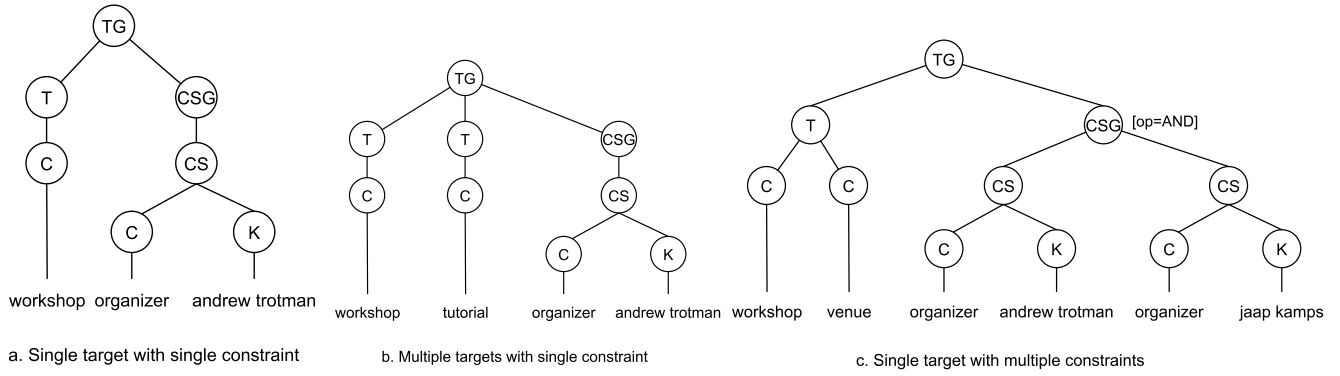 TG
T
CSG
C
CS
C
K
workshop organizer andrew trotman
a. Single target with single constraint
TG
T
T
CSG
C
C
CS
C
K
workshop tutorial organizer andrew trotman
b. Multiple targets with single constraint
TG
T
CSG [op=AND]
C
C
CS
CS
C
K
C
K
workshop venue organizer andrew trotman organizer jaap kamps
c. Single target with multiple constraints